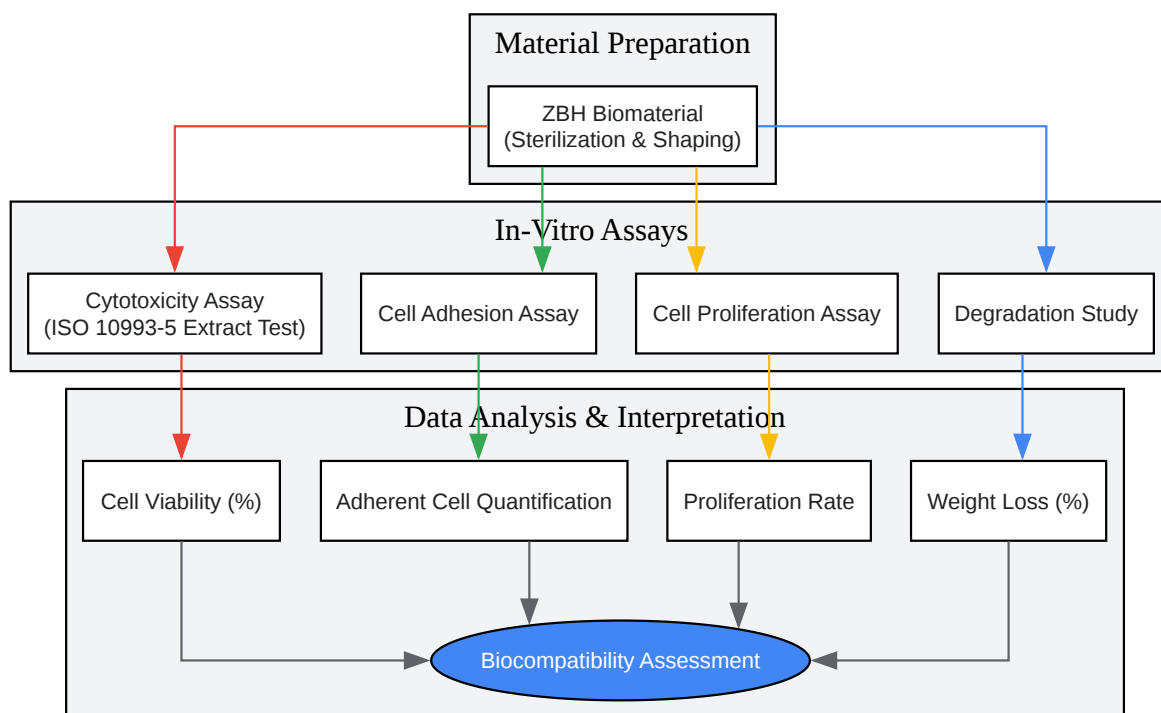 Material Preparation
ZBH Biomaterial
(Sterilization & Shaping)
In-Vitro Assays
Cytotoxicity Assay
(ISO 10993-5 Extract Test)
Cell Adhesion Assay
Cell Proliferation Assay
Degradation Study
Data Analysis & Interpretation
Cell Viability (%)
Adherent Cell Quantification
Proliferation Rate
Weight Loss (%)
Biocompatibility Assessment